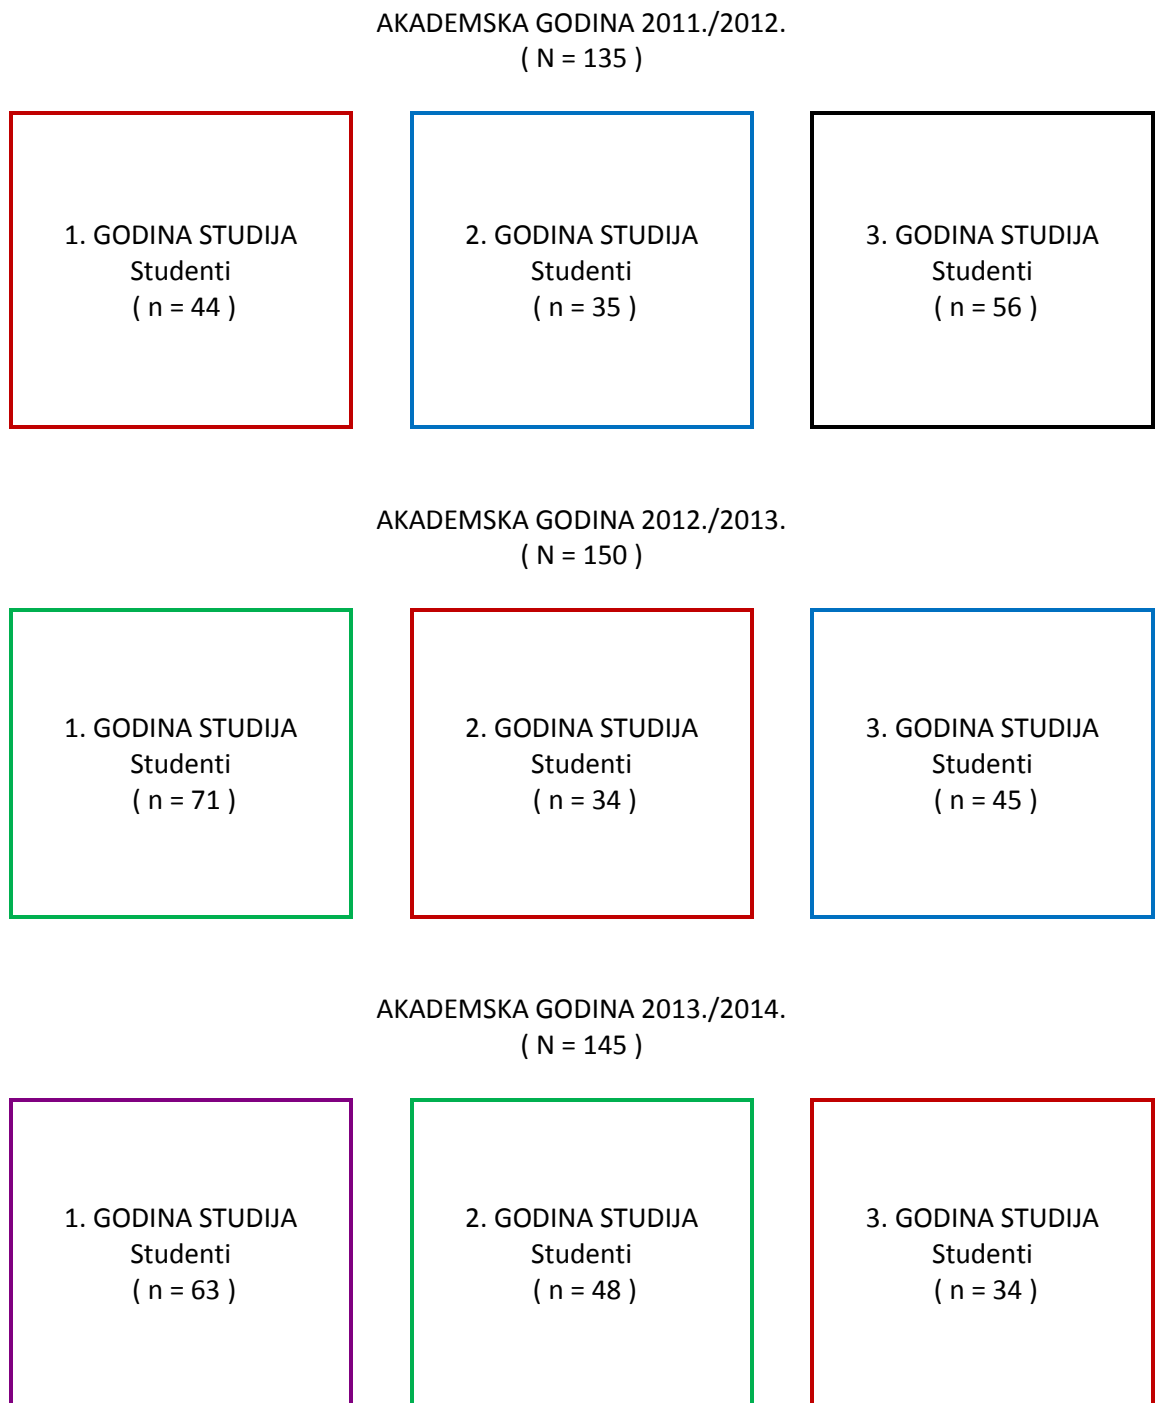 AKADEMSKA GODINA 2011./2012.
( N = 135 )
1. GODINA STUDIJA
Studenti
( n = 44 )
2. GODINA STUDIJA
Studenti
( n = 35 )
3. GODINA STUDIJA
Studenti
( n = 56 )
AKADEMSKA GODINA 2012./2013.
( N = 150 )
1. GODINA STUDIJA
Studenti
( n = 71 )
2. GODINA STUDIJA
Studenti
( n = 34 )
3. GODINA STUDIJA
Studenti
( n = 45 )
AKADEMSKA GODINA 2013./2014.
( N = 145 )
1. GODINA STUDIJA
Studenti
( n = 63 )
2. GODINA STUDIJA
Studenti
( n = 48 )
3. GODINA STUDIJA
Studenti
( n = 34 )